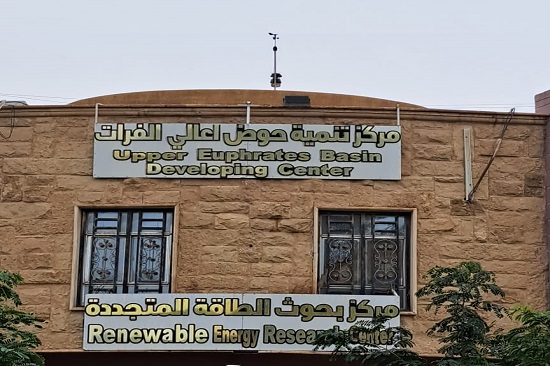 مركز تنمية حوض اعالي الفرات
Upper Euphrates Basin
Developing Center
مركز بحوث الطاقة المتجددة
Renewable Energy Research Center